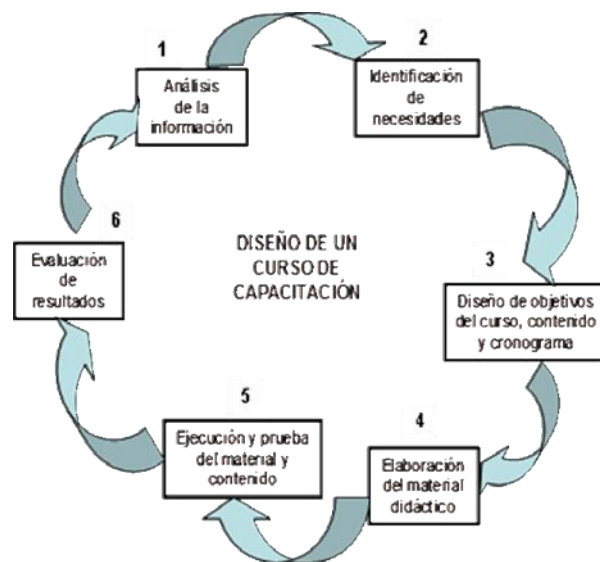 1
Análisis
de la
información
2
Identificación
de
necesidades
3
Diseño de objetivos
del curso, contenido
y cronograma
4
Elaboración
del material
didáctico
5
Ejecución y prueba
del material y
contenido
6
Evaluación
de
resultados
DISEÑO DE UN
CURSO DE
CAPACITACIÓN